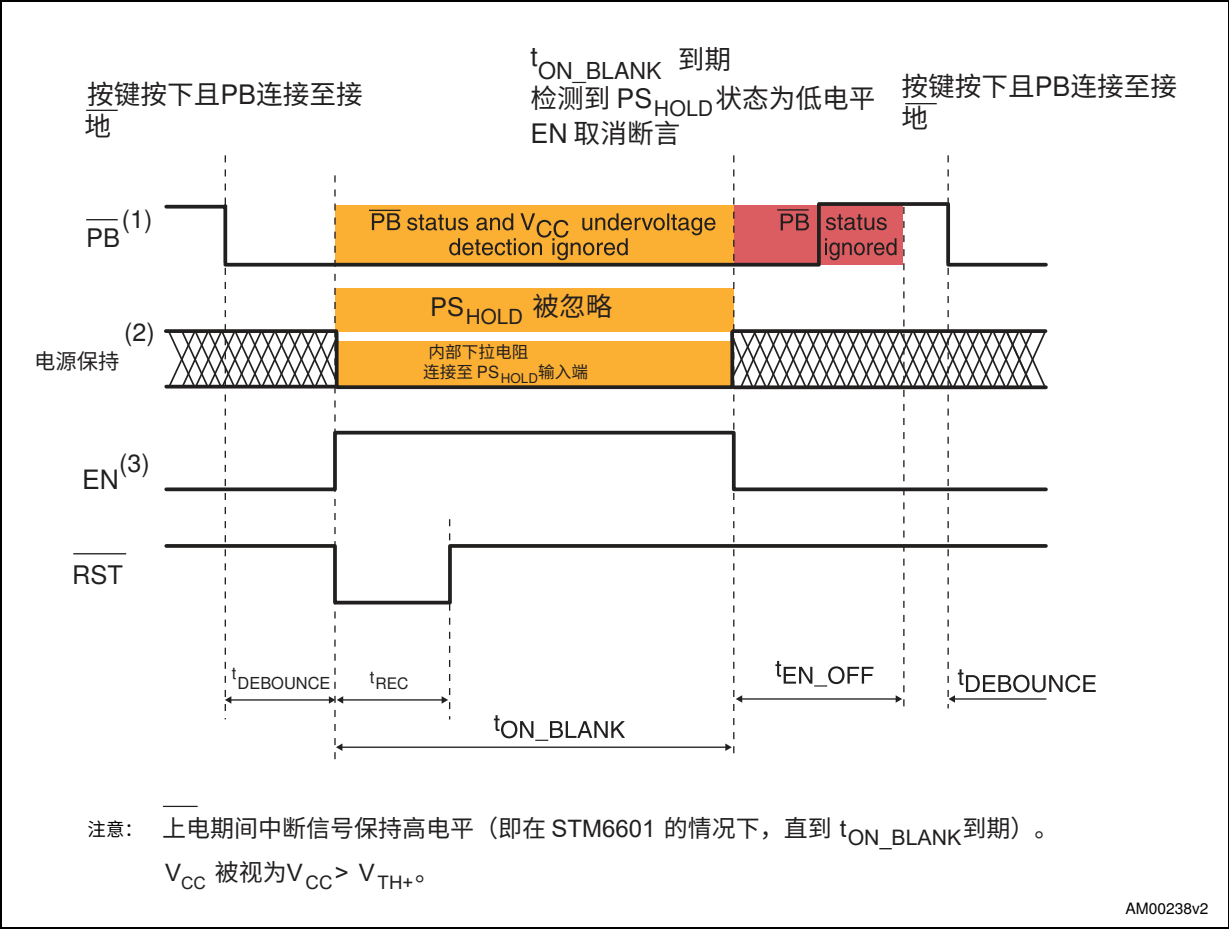 按键按下且PB连接至接
地
tON_BLANK 到期
检测到 PSHOLD 状态为低电平
EN 取消断言
按键按下且PB连接至接
地
PB(1)
PB status and VCC undervoltage
detection ignored
PB status
ignored
PSHOLD 被忽略
电源保持(2)
内部下拉电阻
连接至 PSHOLD输入端
EN(3)
RST
tDEBOUNCE
tREC
tEN_OFF
tDEBOUNCE
tON_BLANK
注意: 上电期间中断信号保持高电平（即在 STM6601 的情况下，直到 tON_BLANK到期）。
VCC 被视为VCC> VTH+。
AM00238v2